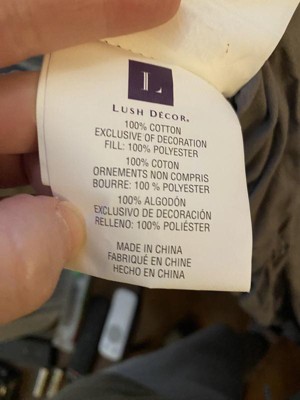 L
LUSH DÉCOR®
100% COTTON
EXCLUSIVE OF DECORATION
FILL: 100% POLYESTER
100% COTON
ORNEMENTS NON COMPRIS
BOURRE: 100 % POLYESTER
100% ALGODÓN
EXCLUSIVO DE DECORACIÓN
RELLENO: 100% POLIÉSTER
MADE IN CHINA
FABRIQUÉ EN CHINE
HECHO EN CHINA